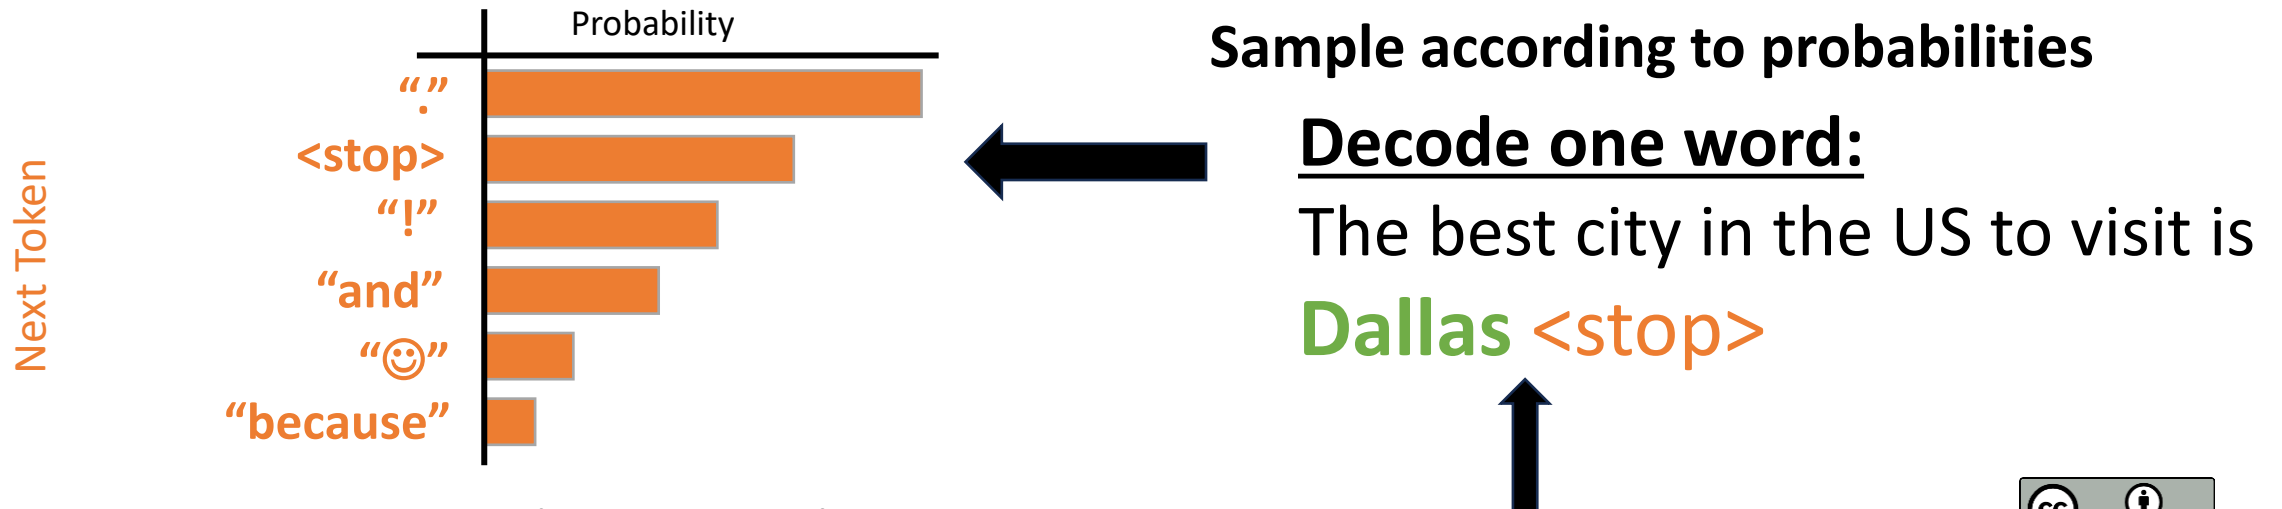 Probability
Sample according to probabilities
“.”
<stop>
“!”
“and”
“☺”
“because”
Next Token
Decode one word:
The best city in the US to visit is
Dallas <stop>
cc